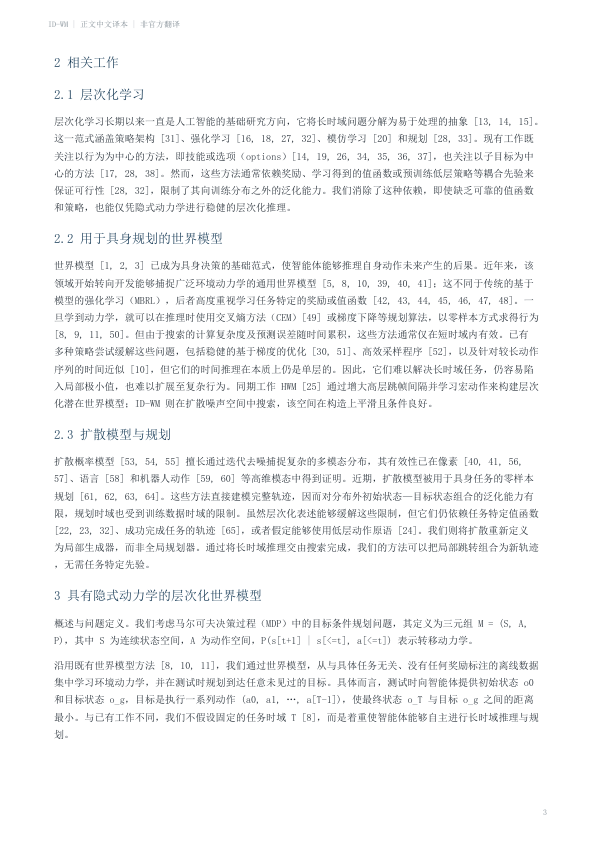 ID-WM | 正文中文译本 | 非官方翻译
2 相关工作
2.1 层次化学习
层次化学习长期以来一直是人工智能的基础研究方向，它将长时域问题分解为易于处理的抽象 [13, 14, 15]。
这一范式涵盖策略架构 [31]、强化学习 [16, 18, 27, 32]、模仿学习 [20] 和规划 [28, 33]。现有工作既
关注以行为为中心的方法，即技能或选项（options）[14, 19, 26, 34, 35, 36, 37]，也关注以子目标为中
心的方法 [17, 28, 38]。然而，这些方法通常依赖奖励、学习得到的值函数或预训练低层策略等耦合先验来
保证可行性 [28, 32]，限制了其向训练分布之外的泛化能力。我们消除了这种依赖，即使缺乏可靠的值函数
和策略，也能仅凭隐式动力学进行稳健的层次化推理。
2.2 用于具身规划的世界模型
世界模型 [1, 2, 3] 已成为具身决策的基础范式，使智能体能够推理自身动作未来产生的后果。近年来，该
领域开始转向开发能够捕捉广泛环境动力学的通用世界模型 [5, 8, 10, 39, 40, 41]；这不同于传统的基于
模型的强化学习（MBRL），后者高度重视学习任务特定的奖励或值函数 [42, 43, 44, 45, 46, 47, 48]。一
旦学到动力学，就可以在推理时使用交叉熵方法（CEM）[49] 或梯度下降等规划算法，以零样本方式求得行为
[8, 9, 11, 50]。但由于搜索的计算复杂度及预测误差随时间累积，这些方法通常仅在短时域内有效。已有
多种策略尝试缓解这些问题，包括稳健的基于梯度的优化 [30, 51]、高效采样程序 [52]，以及针对较长动作
序列的时间近似 [10]，但它们的时间推理在本质上仍是单层的。因此，它们难以解决长时域任务，仍容易陷
入局部极小值，也难以扩展至复杂行为。同期工作 HWM [25] 通过增大高层跳帧间隔并学习宏动作来构建层次
化潜在世界模型；ID-WM 则在扩散噪声空间中搜索，该空间在构造上平滑且条件良好。
2.3 扩散模型与规划
扩散概率模型 [53, 54, 55] 擅长通过迭代去噪捕捉复杂的多模态分布，其有效性已在像素 [40, 41, 56,
57]、语言 [58] 和机器人动作 [59, 60] 等高维模态中得到证明。近期，扩散模型被用于具身任务的零样本
规划 [61, 62, 63, 64]。这些方法直接建模完整轨迹，因而对分布外初始状态—目标状态组合的泛化能力有
限，规划时域也受到训练数据时域的限制。虽然层次化表述能够缓解这些限制，但它们仍依赖任务特定值函数
[22, 23, 32]、成功完成任务的轨迹 [65]，或者假定能够使用低层动作原语 [24]。我们则将扩散重新定义
为局部生成器，而非全局规划器。通过将长时域推理交由搜索完成，我们的方法可以把局部跳转组合为新轨迹
，无需任务特定先验。
3 具有隐式动力学的层次化世界模型
概述与问题定义。我们考虑马尔可夫决策过程（MDP）中的目标条件规划问题，其定义为三元组 M = (S, A,
P)，其中 S 为连续状态空间，A 为动作空间，P(s[t+1] | s[<=t], a[<=t]) 表示转移动力学。
沿用既有世界模型方法 [8, 10, 11]，我们通过世界模型，从与具体任务无关、没有任何奖励标注的离线数据
集中学习环境动力学，并在测试时规划到达任意未见过的目标。具体而言，测试时向智能体提供初始状态 o0
和目标状态 o_g，目标是执行一系列动作 (a0, a1, …, a[T-1])，使最终状态 o_T 与目标 o_g 之间的距离
最小。与已有工作不同，我们不假设固定的任务时域 T [8]，而是着重使智能体能够自主进行长时域推理与规
划。
3